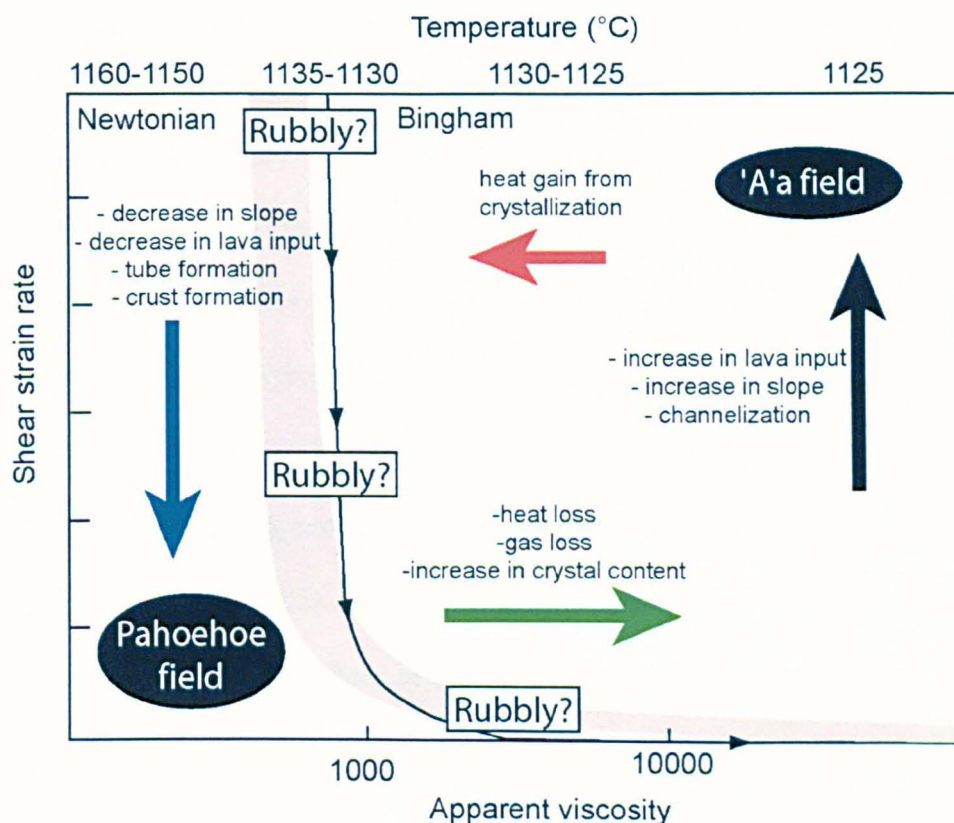 Temperature (°C)
1160-1150
1135-1130
1130-1125
1125
Newtonian
Rubbly?
Bingham
'A'a field
heat gain from
crystallization
- decrease in slope
- decrease in lava input
- tube formation
- crust formation
- increase in lava input
- increase in slope
- channelization
Shear strain rate
Rubbly?
-heat loss
-gas loss
-increase in crystal content
Pahoehoe
field
Rubbly?
1000
10000
Apparent viscosity